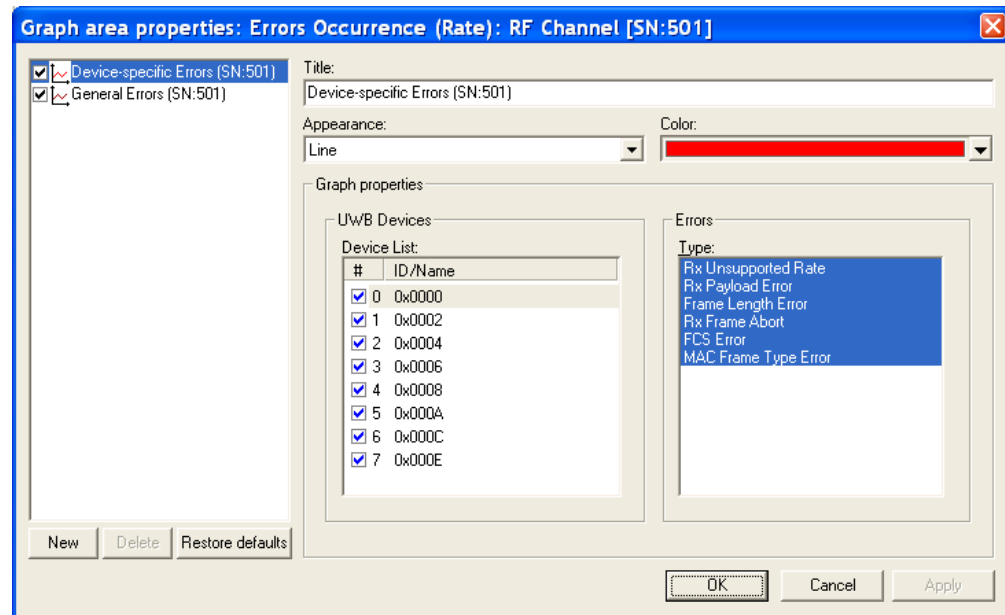 Graph area properties: Errors Occurrence (Rate): RF Channel [SN:501]
Device-specific Errors (SN:501)
General Errors (SN:501)
New
Delete
Restore defaults
Title:
Device-specific Errors (SN:501)
Appearance:
Color:
Line
Graph properties
UWB Devices
Device List:
# ID/Name
0 0x0000
1 0x0002
2 0x0004
3 0x0006
4 0x0008
5 0x000A
6 0x000C
7 0x000E
Errors
Type:
Rx Unsupported Rate
Rx Payload Error
Frame Length Error
Rx Frame Abort
FCS Error
MAC Frame Type Error
OK
Cancel
Apply